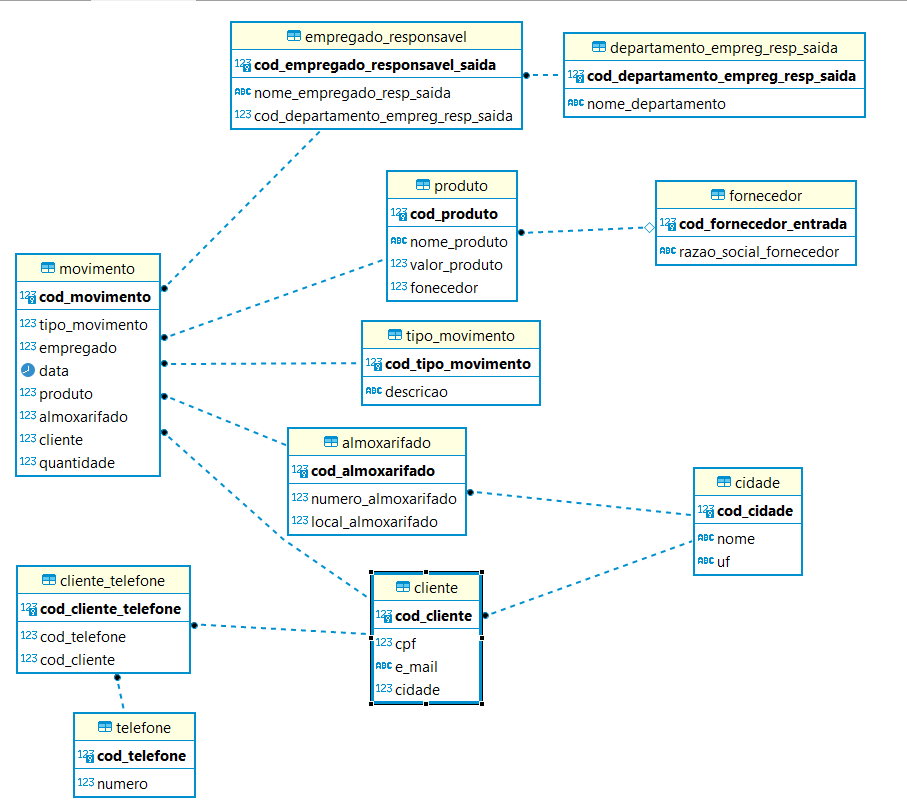 empregado_responsavel
123 cod_empregado_responsavel_saida
ABC nome_empregado_resp_saida
123 cod_departamento_empreg_resp_saida
departamento_empreg_resp_saida
123 cod_departamento_empreg_resp_saida
ABC nome_departamento
produto
123 cod_produto
ABC nome_produto
123 valor_produto
123 fonecedor
fornecedor
123 cod_fornecedor_entrada
ABC razao_social_fornecedor
movimento
123 cod_movimento
123 tipo_movimento
123 empregado
data
123 produto
123 almoxarifado
123 cliente
123 quantidade
tipo_movimento
123 cod_tipo_movimento
ABC descricao
almoxarifado
123 cod_almoxarifado
123 numero_almoxarifado
123 local_almoxarifado
cidade
123 cod_cidade
ABC nome
ABC uf
cliente_telefone
123 cod_cliente_telefone
123 cod_telefone
123 cod_cliente
cliente
123 cod_cliente
123 cpf
ABC e_mail
123 cidade
telefone
123 cod_telefone
123 numero